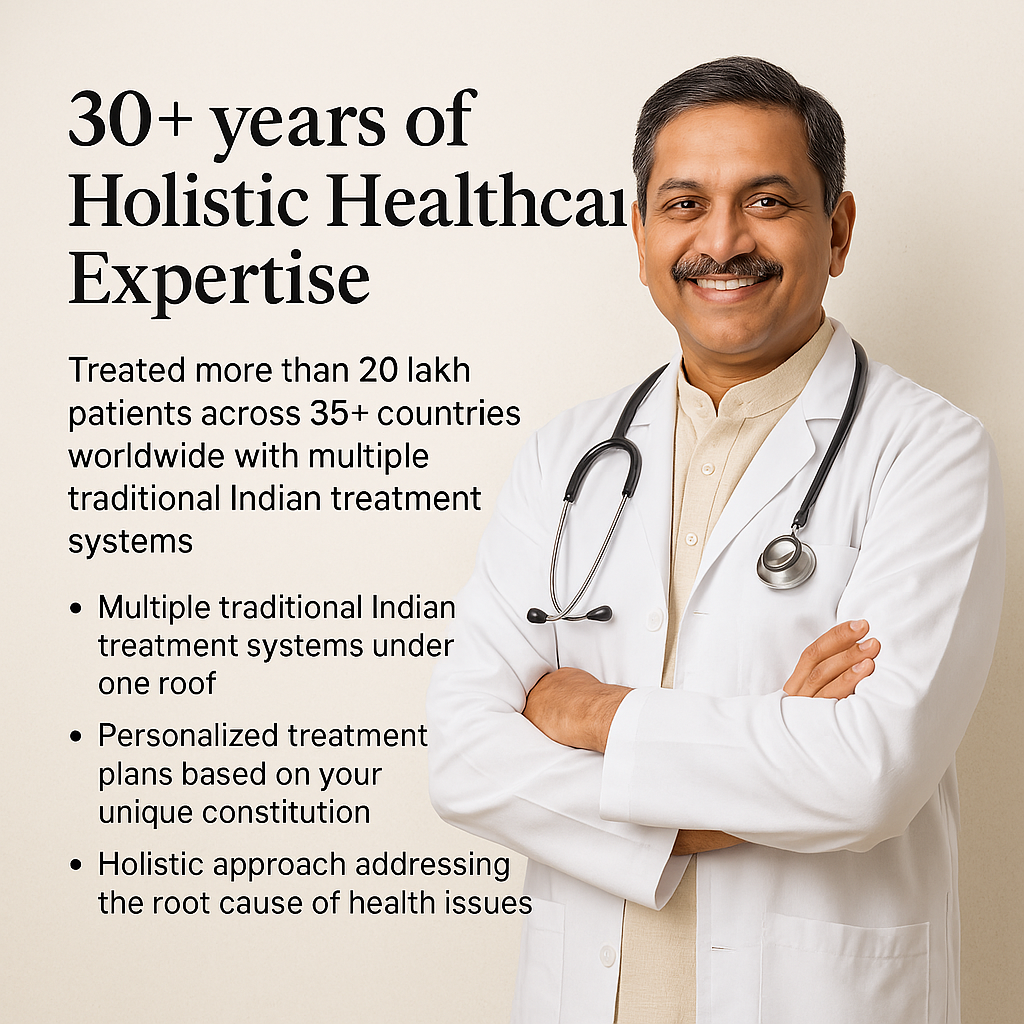 30+ years of
Holistic Healthcar
Expertise
Treated more than 20 lakh
patients across 35+ countries
worldwide with multiple
traditional Indian treatment
systems
• Multiple traditional Indian
treatment systems under
one roof
• Personalized treatment
plans based on your
unique constitution
• Holistic approach addressing
the root cause of health issues